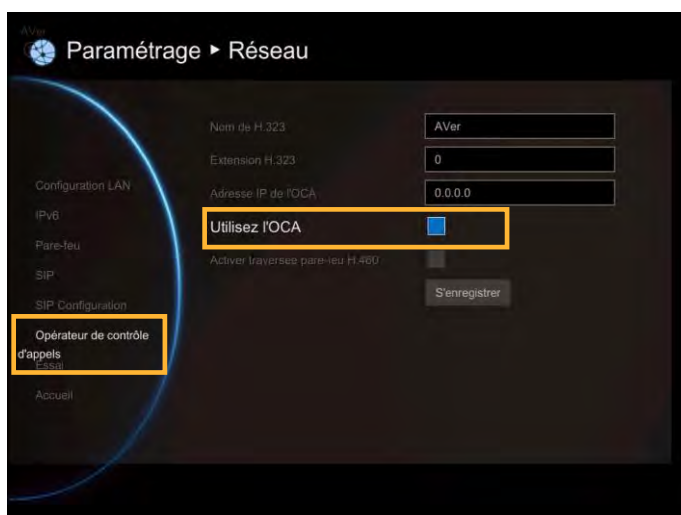 AVer
Paramétrage ► Réseau
Nom de H.323
AVer
Extension H.323
0
Configuration LAN
Adresse IP de l'OCA
0.0.0.0
IPv6
Utilisez l'OCA
Pare-feu
Activer traversée pare-feu H.460
SIP
S'enregistrer
SIP Configuration
Opérateur de contrôle
d'appels
Essai
Accueil